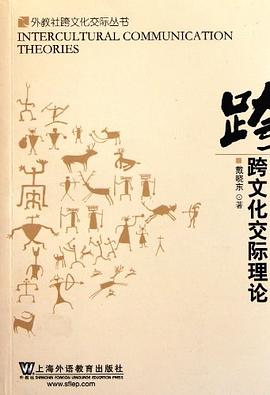 外教社跨文化交际丛书
INTERCULTURAL COMMUNICATION
THEORIES
跨
跨文化交际理论
戴晓东
著
外教社
上海外语教育出版社
SHANGHAI FOREIGN LANGUAGE EDUCATION PRESS
www.sflep.com